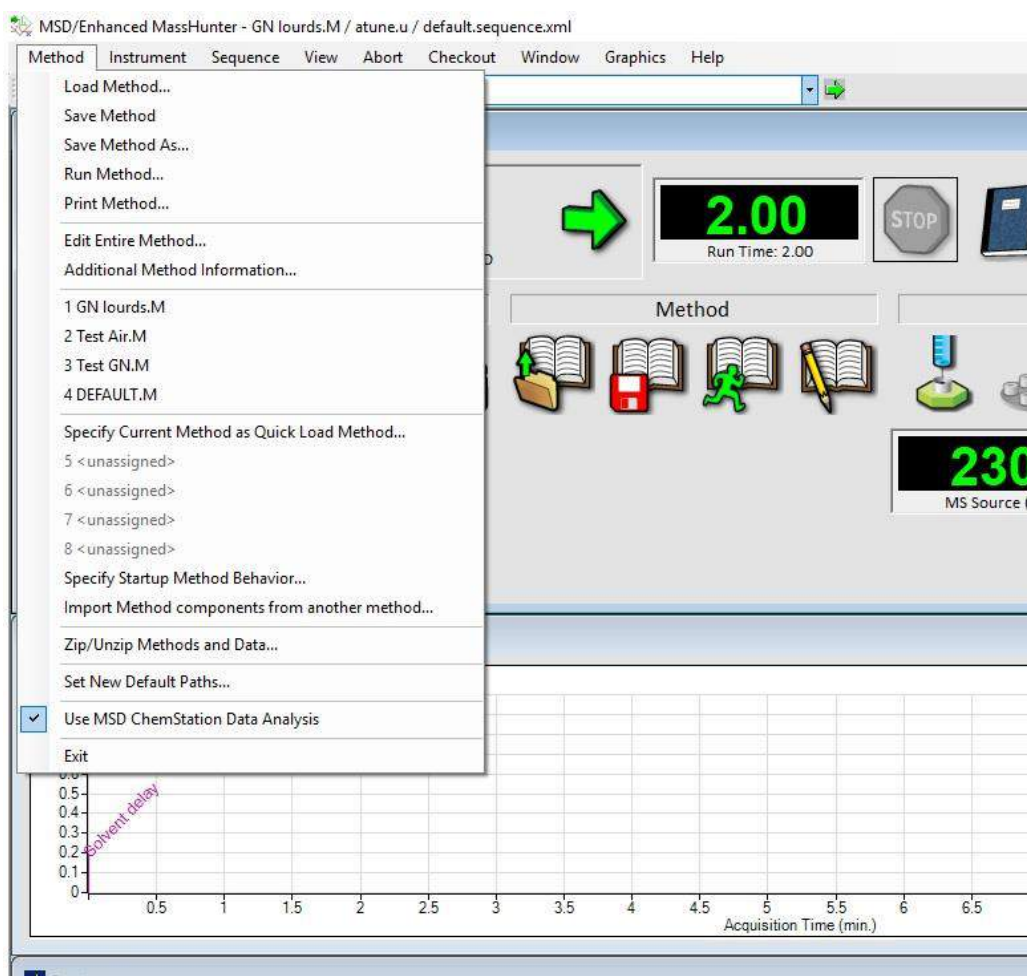 MSD/Enhanced MassHunter - GN lourds.M / atune.u / default.sequence.xml
Method Instrument Sequence View Abort Checkout Window Graphics Help
Load Method...
Save Method
Save Method As...
Run Method...
Print Method...
Edit Entire Method...
Additional Method Information...
1 GN lourds.M
2 Test Air.M
3 Test GN.M
4 DEFAULT.M
Specify Current Method as Quick Load Method...
5 <unassigned>
6 <unassigned>
7 <unassigned>
8 <unassigned>
Specify Startup Method Behavior...
Import Method components from another method...
Zip/Unzip Methods and Data...
Set New Default Paths...
Use MSD ChemStation Data Analysis
Exit
2.00
Run Time: 2.00
STOP
Method
230
MS Source (
0.5
0.4
0.3
0.2
0.1
0
Solvent delay
0.5 1 1.5 2 2.5 3 3.5 4 4.5 5 5.5 6 6.5
Acquisition Time (min.)